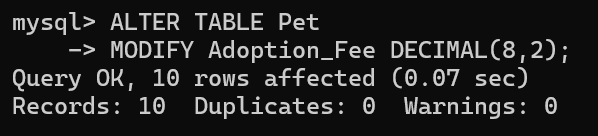 mysql> ALTER TABLE Pet
    -> MODIFY Adoption_Fee DECIMAL(8,2);
Query OK, 10 rows affected (0.07 sec)
Records: 10  Duplicates: 0  Warnings: 0